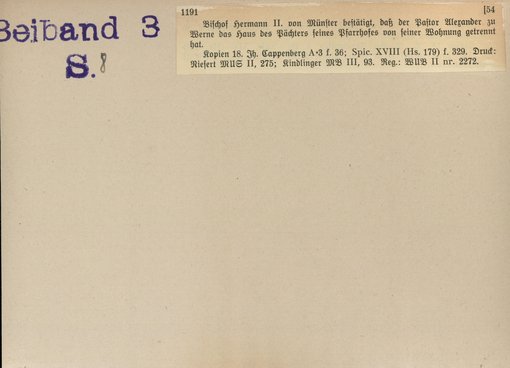 Beiband 3
S. 8
1191 [54
Bischof Hermann II. von Münster bestätigt, daß der Pastor Alexander zu
Werne das Haus des Pächters seines Pfarrhofes von seiner Wohnung getrennt
hat.
Kopien 18. Jh. Cappenberg A·3 f. 36; Spic. XVIII (Hs. 179) f. 329. Druck:
Niesert MUS II, 275; Kindlinger MB III, 93. Reg.: WUB II nr. 2272.